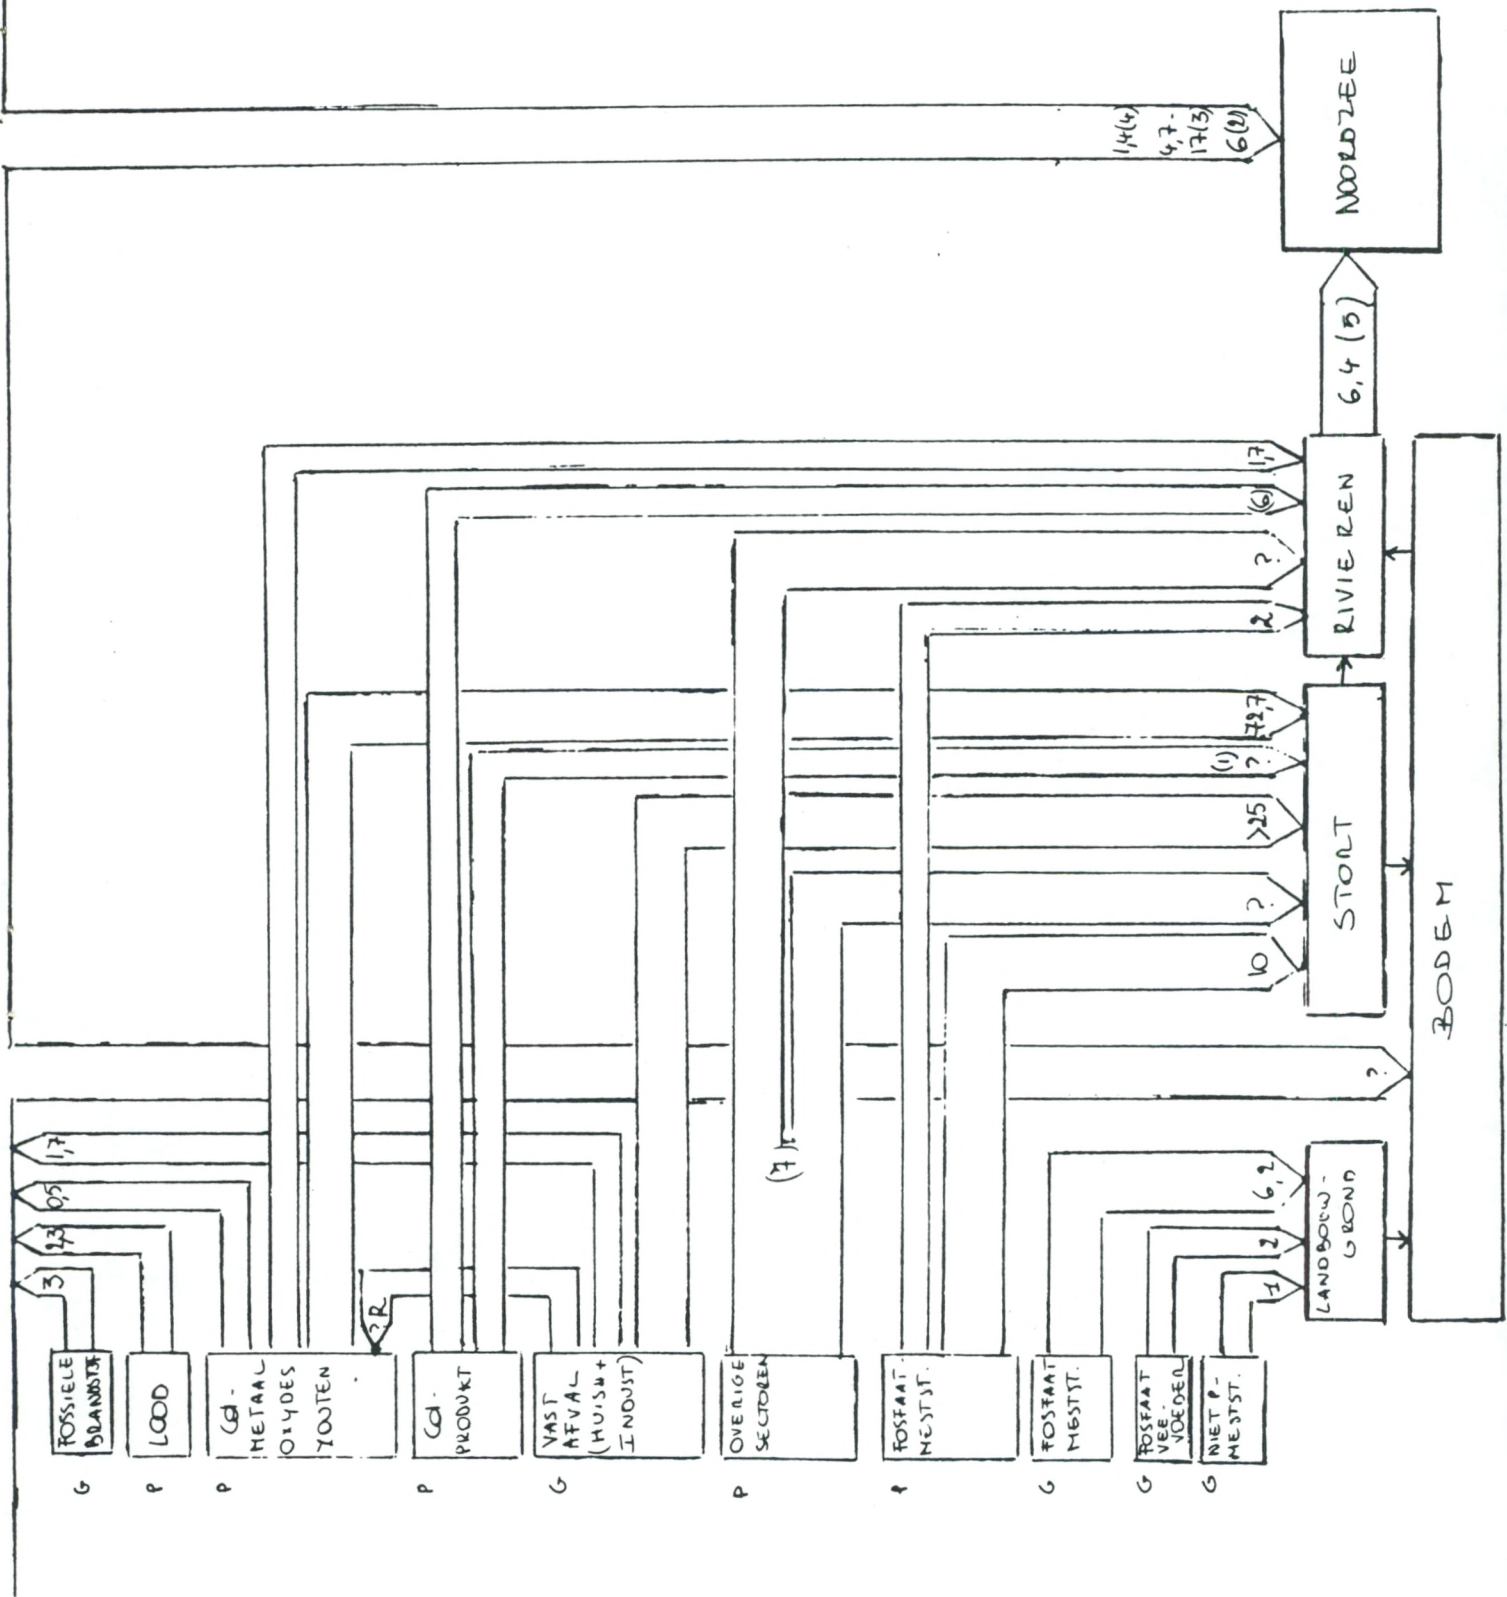 1,4(4)
4,7-
17(3)
6(2)
NOORDZEE
6,4 (5)
1,7
(6)
?
2
RIVIEREN
72,7
(1)
?
>25
?
10
STORT
BODEM
?
1,7
0,5
2,3
3
?R
(7)
6,2
2
1
LANDBOUW-
GROND
FOSSIELE
BRANDST.
LOOD
Cd-
METAAL
OXYDES
ZOUTEN
Cd-
PRODUKT
VAST
AFVAL
(HUISH+
INDUST)
OVERIGE
SECTOREN
FOSFAAT-
MESTST.
FOSFAAT
MESTST.
FOSFAAT
VEE-
VOEDER
NIET P-
MESTST.
G
P
P
P
G
P
P
G
G
G